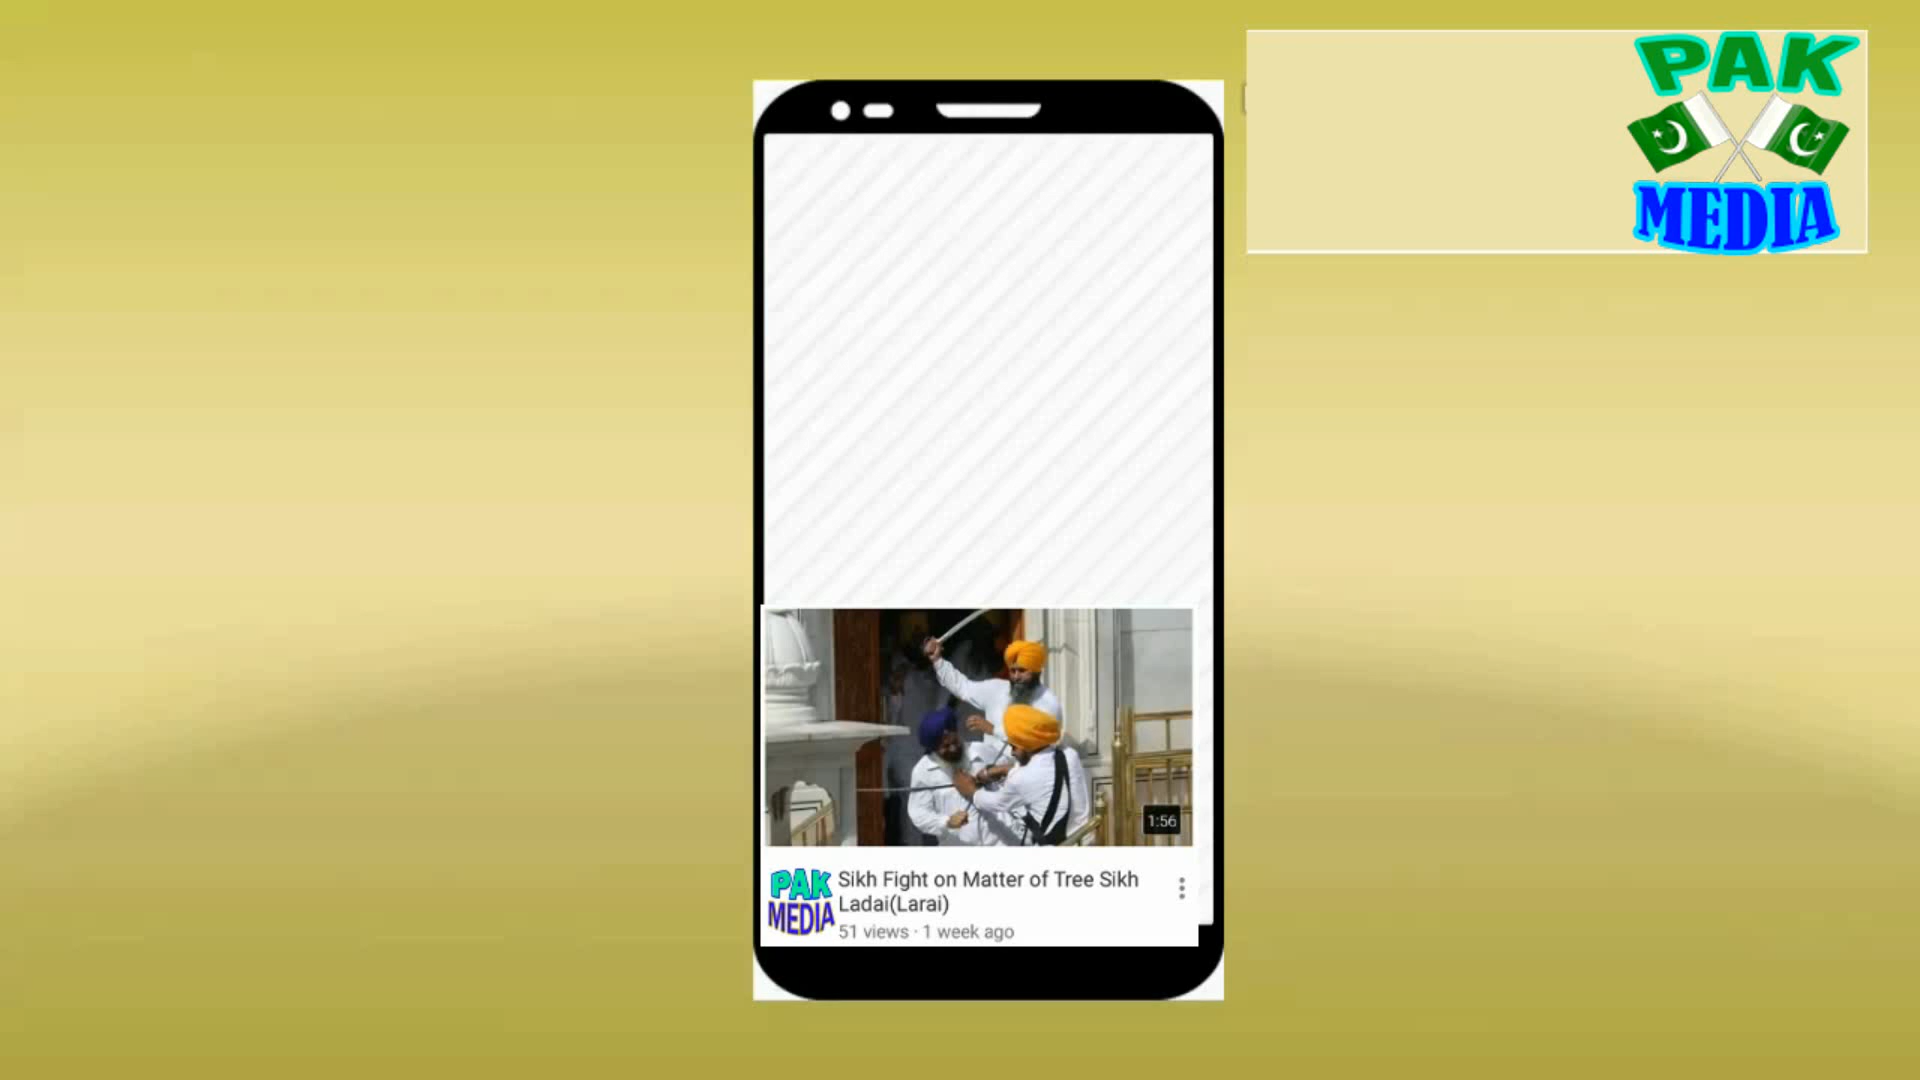 PAK
MEDIA
1:56
PAK
MEDIA
Sikh Fight on Matter of Tree Sikh
Ladai(Larai)
51 views · 1 week ago